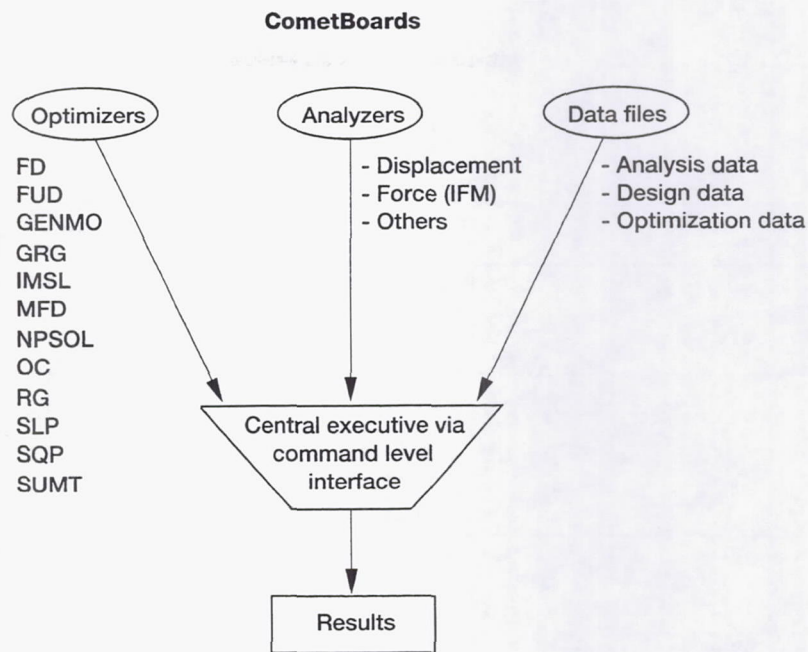 CometBoards
Optimizers
FD
FUD
GENMO
GRG
IMSL
MFD
NPSOL
OC
RG
SLP
SQP
SUMT
Analyzers
- Displacement
- Force (IFM)
- Others
Data files
- Analysis data
- Design data
- Optimization data
Central executive via
command level
interface
Results